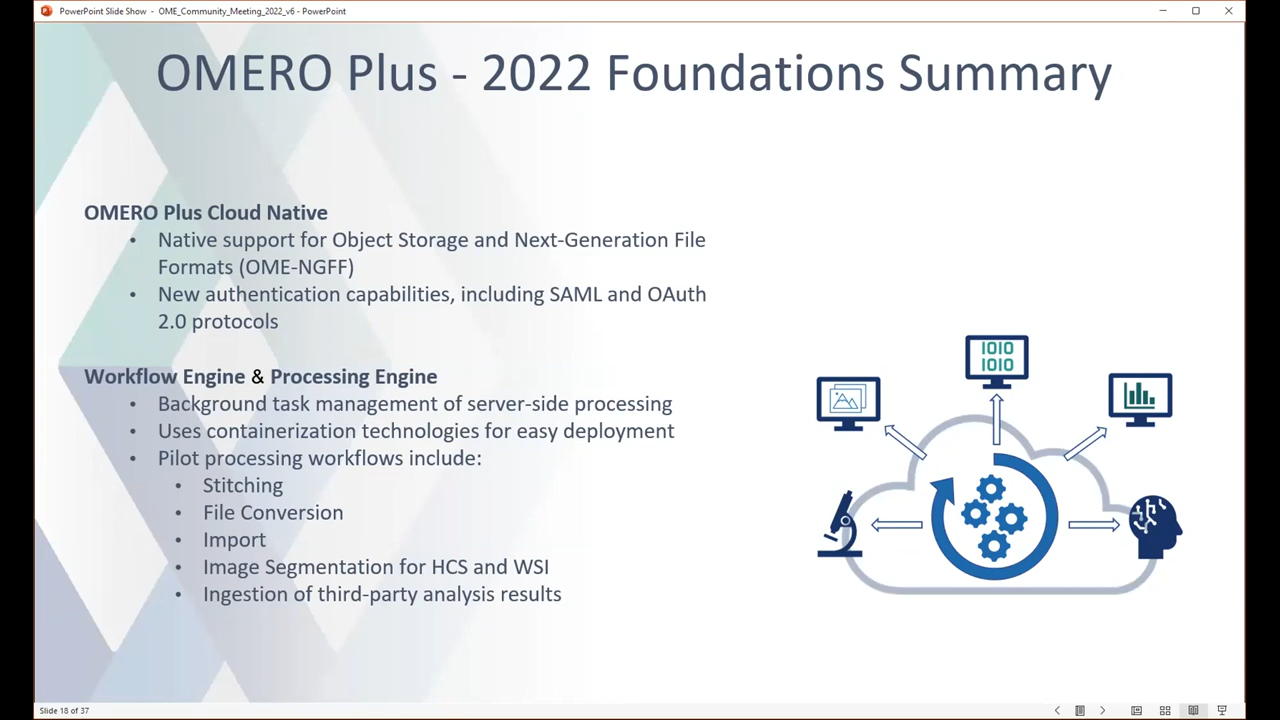 PowerPoint Slide Show - OME_Community_Meeting_2022_v6 - PowerPoint
OMERO Plus - 2022 Foundations Summary
OMERO Plus Cloud Native
• Native support for Object Storage and Next-Generation File
Formats (OME-NGFF)
• New authentication capabilities, including SAML and OAuth
2.0 protocols
Workflow Engine & Processing Engine
• Background task management of server-side processing
• Uses containerization technologies for easy deployment
• Pilot processing workflows include:
• Stitching
• File Conversion
• Import
• Image Segmentation for HCS and WSI
• Ingestion of third-party analysis results
1010
1010
Slide 18 of 37